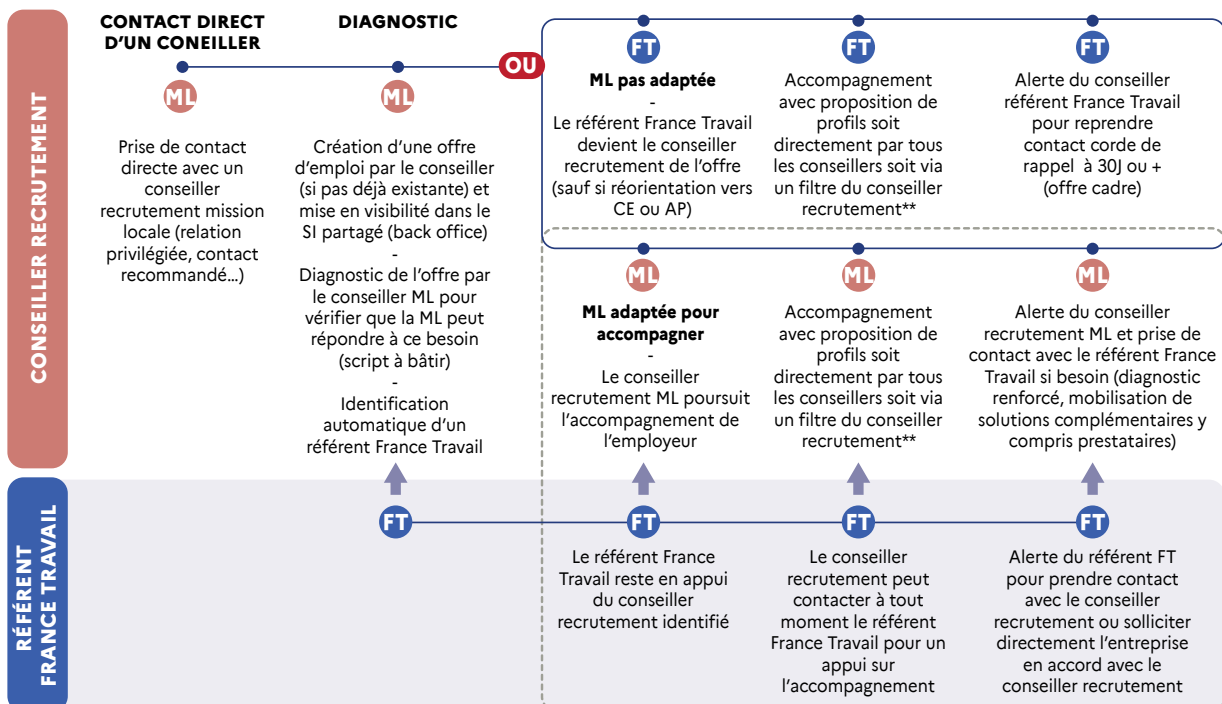 CONSEILLER RECRUTEMENT
CONTACT DIRECT
D'UN CONEILLER
ML
Prise de contact
directe avec un
conseiller
recrutement mission
locale (relation
privilégiée, contact
recommandé…)
DIAGNOSTIC
ML
Création d'une offre
d'emploi par le conseiller
(si pas déjà existante) et
mise en visibilité dans le
SI partagé (back office)
-
Diagnostic de l'offre par
le conseiller ML pour
vérifier que la ML peut
répondre à ce besoin
(script à bâtir)
-
Identification
automatique d'un
référent France Travail
OU
FT
ML pas adaptée
-
Le référent France Travail
devient le conseiller
recrutement de l'offre
(sauf si réorientation vers
CE ou AP)
FT
Accompagnement
avec proposition de
profils soit
directement par tous
les conseillers soit via
un filtre du conseiller
recrutement**
FT
Alerte du conseiller
référent France Travail
pour reprendre
contact corde de
rappel à 30J ou +
(offre cadre)
ML
ML adaptée pour
accompagner
-
Le conseiller
recrutement ML poursuit
l'accompagnement de
l'employeur
ML
Accompagnement
avec proposition de
profils soit
directement par tous
les conseillers soit via
un filtre du conseiller
recrutement**
ML
Alerte du conseiller
recrutement ML et prise de
contact avec le référent France
Travail si besoin (diagnostic
renforcé, mobilisation de
solutions complémentaires y
compris prestataires)
RÉFÉRENT
FRANCE TRAVAIL
FT
FT
Le référent France
Travail reste en appui
du conseiller
recrutement identifié
FT
Le conseiller
recrutement peut
contacter à tout
moment le référent
France Travail pour un
appui sur
l'accompagnement
FT
Alerte du référent FT
pour prendre contact
avec le conseiller
recrutement ou solliciter
directement l'entreprise
en accord avec le
conseiller recrutement